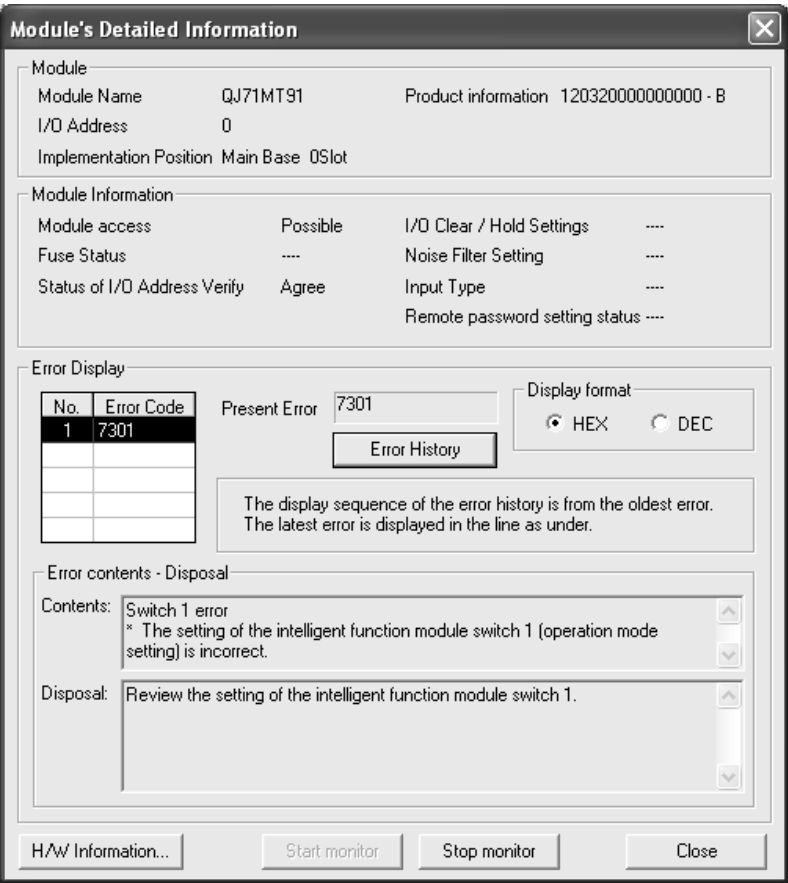 Module's Detailed Information
Module
Module Name QJ71MT91 Product information 120320000000000 - B
I/O Address 0
Implementation Position Main Base 0Slot
Module Information
Module access Possible I/O Clear / Hold Settings ----
Fuse Status ---- Noise Filter Setting ----
Status of I/O Address Verify Agree Input Type ----
Remote password setting status ----
Error Display
No. Error Code
1 7301
Present Error 7301
Display format
HEX DEC
Error History
The display sequence of the error history is from the oldest error.
The latest error is displayed in the line as under.
Error contents - Disposal
Contents: Switch 1 error
* The setting of the intelligent function module switch 1 (operation mode
setting) is incorrect.
Disposal: Review the setting of the intelligent function module switch 1.
H/W Information... Start monitor Stop monitor Close